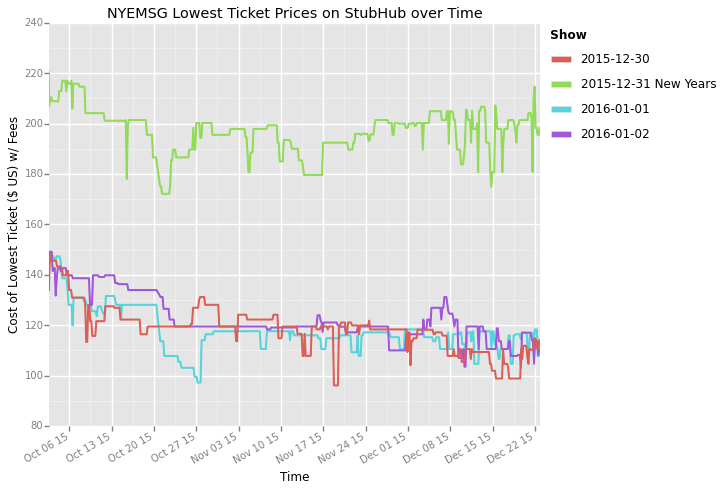 NYEMSG Lowest Ticket Prices on StubHub over Time
Cost of Lowest Ticket ($ US) w/ Fees
240
220
200
180
160
140
120
100
80
Oct 06 15
Oct 13 15
Oct 20 15
Oct 27 15
Nov 03 15
Nov 10 15
Nov 17 15
Nov 24 15
Dec 01 15
Dec 08 15
Dec 15 15
Dec 22 15
Time
Show
2015-12-30
2015-12-31 New Years
2016-01-01
2016-01-02